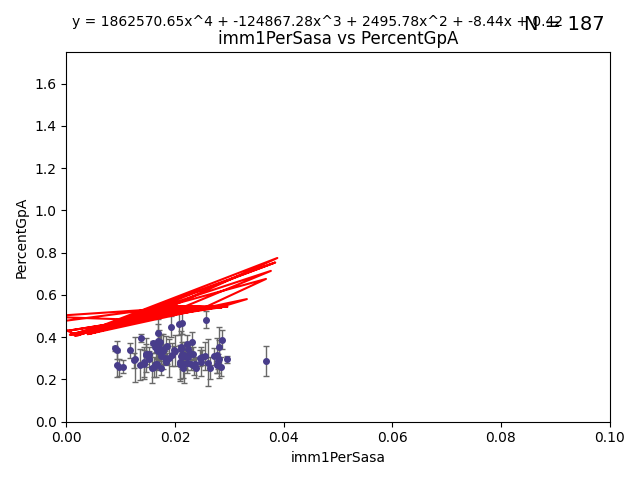 y = 1862570.65x^4 + -124867.28x^3 + 2495.78x^2 + -8.44x + 0.42
N = 187
imm1PerSasa vs PercentGpA
1.6
1.4
1.2
1.0
0.8
0.6
0.4
0.2
0.0
PercentGpA
0.00 0.02 0.04 0.06 0.08 0.10
imm1PerSasa